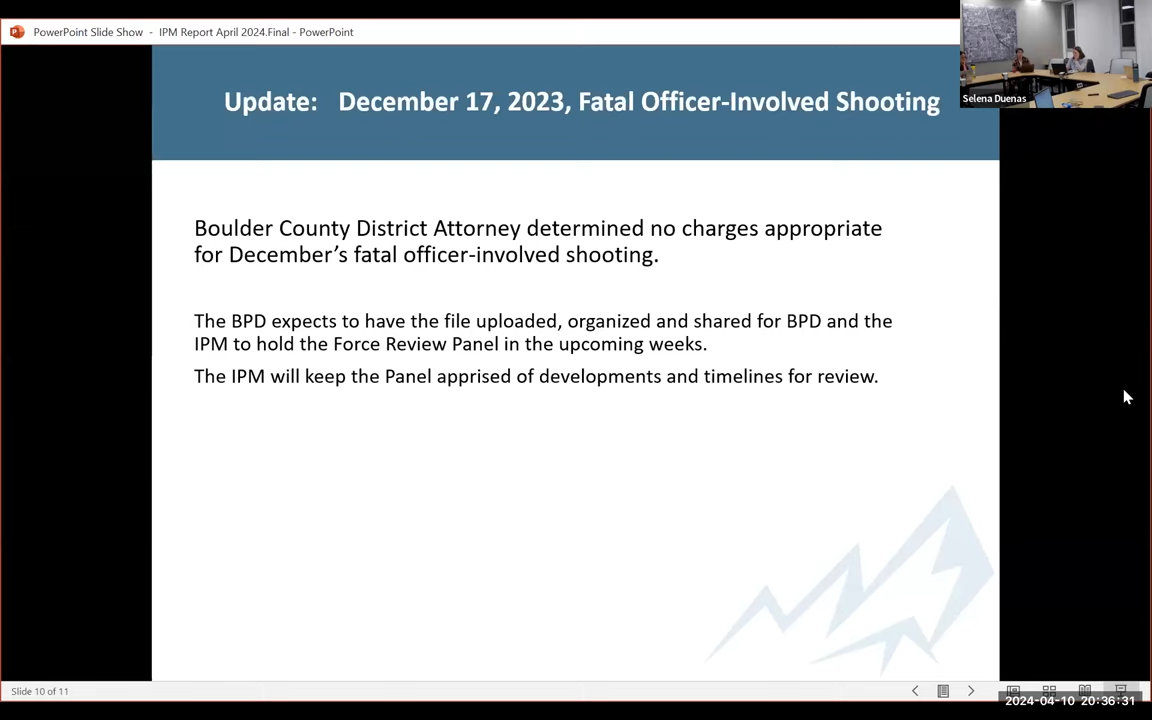 PowerPoint Slide Show - IPM Report April 2024.Final - PowerPoint
Selena Duenas
Update: December 17, 2023, Fatal Officer-Involved Shooting
Boulder County District Attorney determined no charges appropriate
for December’s fatal officer-involved shooting.
The BPD expects to have the file uploaded, organized and shared for BPD and the
IPM to hold the Force Review Panel in the upcoming weeks.
The IPM will keep the Panel apprised of developments and timelines for review.
Slide 10 of 11
2024-04-10 20:36:31